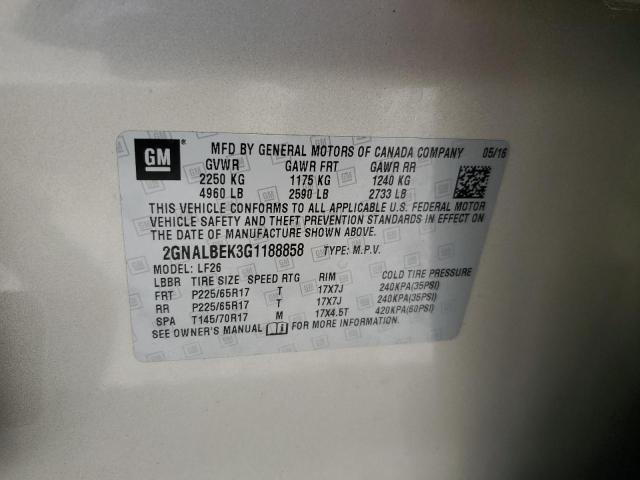 GM
MFD BY GENERAL MOTORS OF CANADA COMPANY 05/16
GVWR GAWR FRT GAWR RR
2250 KG 1175 KG 1240 KG
4960 LB 2590 LB 2733 LB
THIS VEHICLE CONFORMS TO ALL APPLICABLE U.S. FEDERAL MOTOR
VEHICLE SAFETY AND THEFT PREVENTION STANDARDS IN EFFECT ON
THE DATE OF MANUFACTURE SHOWN ABOVE.
2GNALBEK3G1188858 TYPE: M.P.V.
MODEL: LF26
LBBR TIRE SIZE SPEED RTG RIM COLD TIRE PRESSURE
FRT P225/65R17 T 17X7J 240KPA(35PSI)
RR P225/65R17 T 17X7J 240KPA(35PSI)
SPA T145/70R17 M 17X4.5T 420KPA(60PSI)
SEE OWNER'S MANUAL FOR MORE INFORMATION.